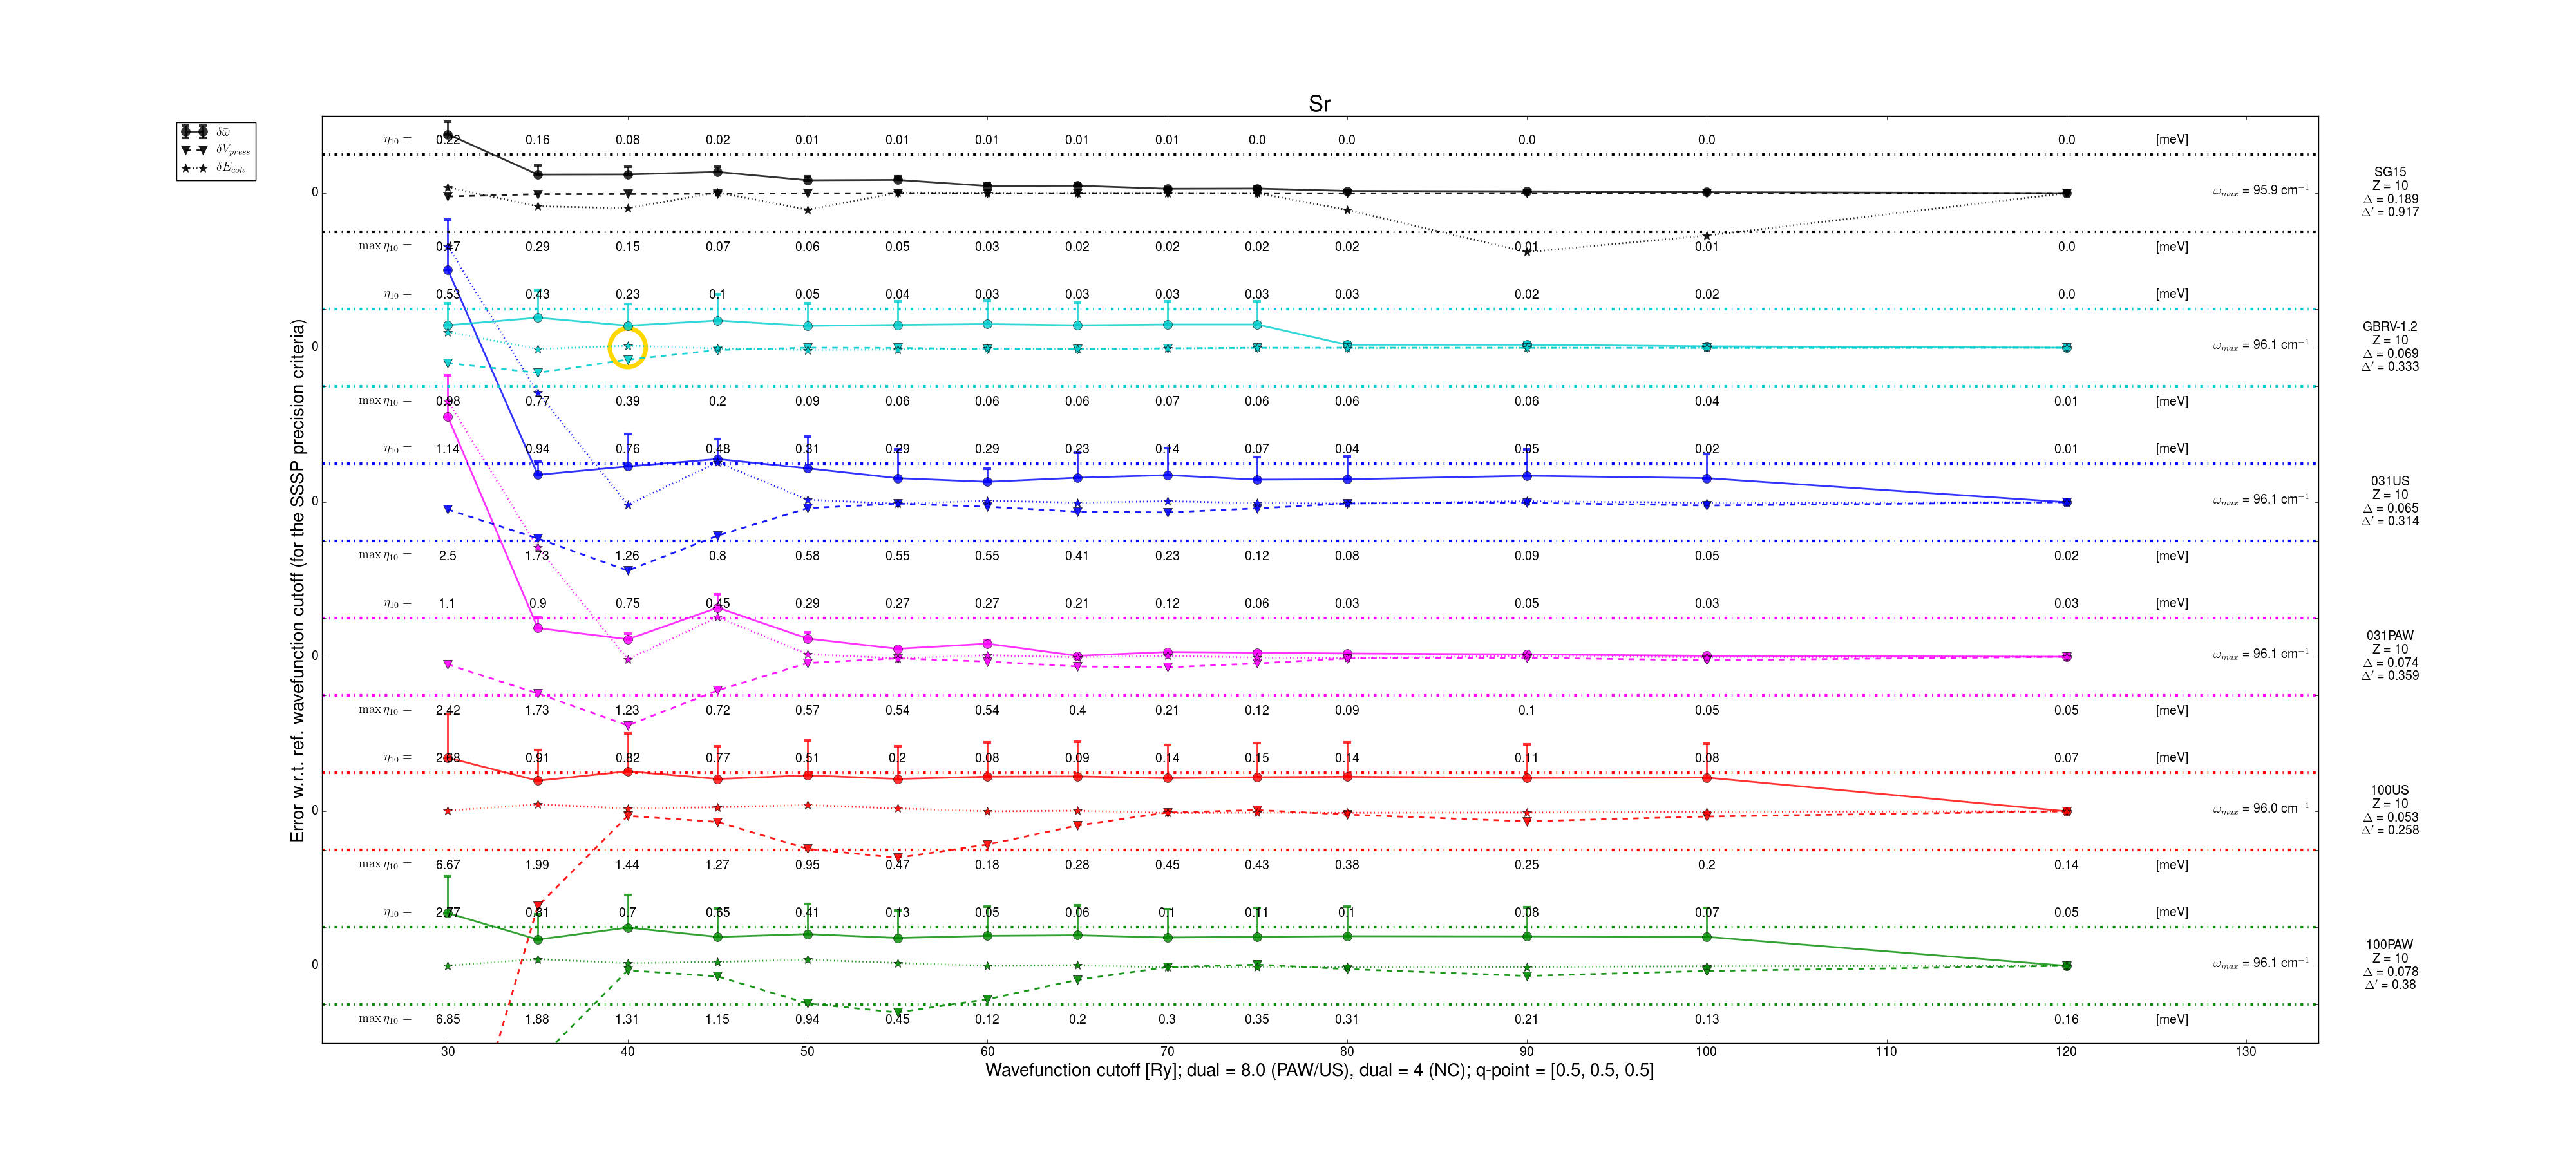 Sr
δω̄
δV_press
δE_coh
Error w.r.t. ref. wavefunction cutoff (for the SSSP precision criteria)
η₁₀ = 0.22 0.16 0.08 0.02 0.01 0.01 0.01 0.01 0.01 0.0 0.0 0.0 0.0 0.0 [meV]
0
ω_max = 95.9 cm⁻¹
SG15
Z = 10
Δ = 0.189
Δ′ = 0.917
max η₁₀ = 0.47 0.29 0.15 0.07 0.06 0.05 0.03 0.02 0.02 0.02 0.02 0.01 0.01 0.0 [meV]
η₁₀ = 0.53 0.43 0.23 0.1 0.05 0.04 0.03 0.03 0.03 0.03 0.03 0.02 0.02 0.0 [meV]
0
ω_max = 96.1 cm⁻¹
GBRV-1.2
Z = 10
Δ = 0.069
Δ′ = 0.333
max η₁₀ = 0.98 0.77 0.39 0.2 0.09 0.06 0.06 0.06 0.07 0.06 0.06 0.06 0.04 0.01 [meV]
η₁₀ = 1.14 0.94 0.76 0.48 0.31 0.29 0.29 0.23 0.14 0.07 0.04 0.05 0.02 0.01 [meV]
0
ω_max = 96.1 cm⁻¹
031US
Z = 10
Δ = 0.065
Δ′ = 0.314
max η₁₀ = 2.5 1.73 1.26 0.8 0.58 0.55 0.55 0.41 0.23 0.12 0.08 0.09 0.05 0.02 [meV]
η₁₀ = 1.1 0.9 0.75 0.45 0.29 0.27 0.27 0.21 0.12 0.06 0.03 0.05 0.03 0.03 [meV]
0
ω_max = 96.1 cm⁻¹
031PAW
Z = 10
Δ = 0.074
Δ′ = 0.359
max η₁₀ = 2.42 1.73 1.23 0.72 0.57 0.54 0.54 0.4 0.21 0.12 0.09 0.1 0.05 0.05 [meV]
η₁₀ = 2.68 0.91 0.82 0.77 0.51 0.2 0.08 0.09 0.14 0.15 0.14 0.11 0.08 0.07 [meV]
0
ω_max = 96.0 cm⁻¹
100US
Z = 10
Δ = 0.053
Δ′ = 0.258
max η₁₀ = 6.67 1.99 1.44 1.27 0.95 0.47 0.18 0.28 0.45 0.43 0.38 0.25 0.2 0.14 [meV]
η₁₀ = 2.77 0.81 0.7 0.65 0.41 0.13 0.05 0.06 0.1 0.11 0.1 0.08 0.07 0.05 [meV]
0
ω_max = 96.1 cm⁻¹
100PAW
Z = 10
Δ = 0.078
Δ′ = 0.38
max η₁₀ = 6.85 1.88 1.31 1.15 0.94 0.45 0.12 0.2 0.3 0.35 0.31 0.21 0.13 0.16 [meV]
30 40 50 60 70 80 90 100 110 120 130
Wavefunction cutoff [Ry]; dual = 8.0 (PAW/US), dual = 4 (NC); q-point = [0.5, 0.5, 0.5]